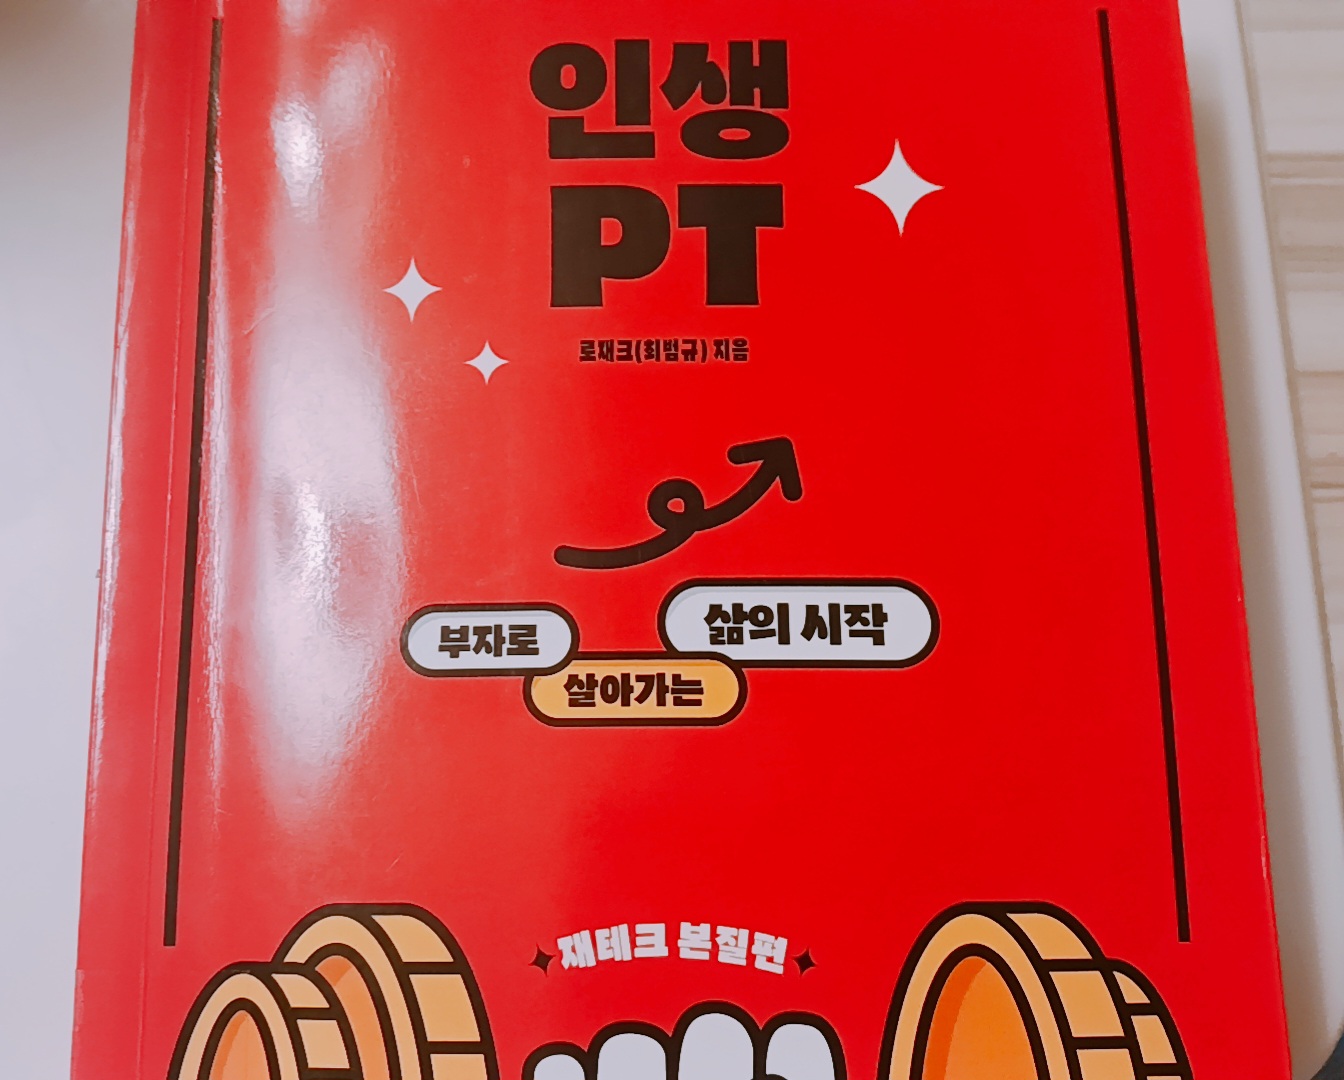 인생
PT
로재크(최범규) 지음
부자로
살아가는
삶의 시작
재테크 본질편